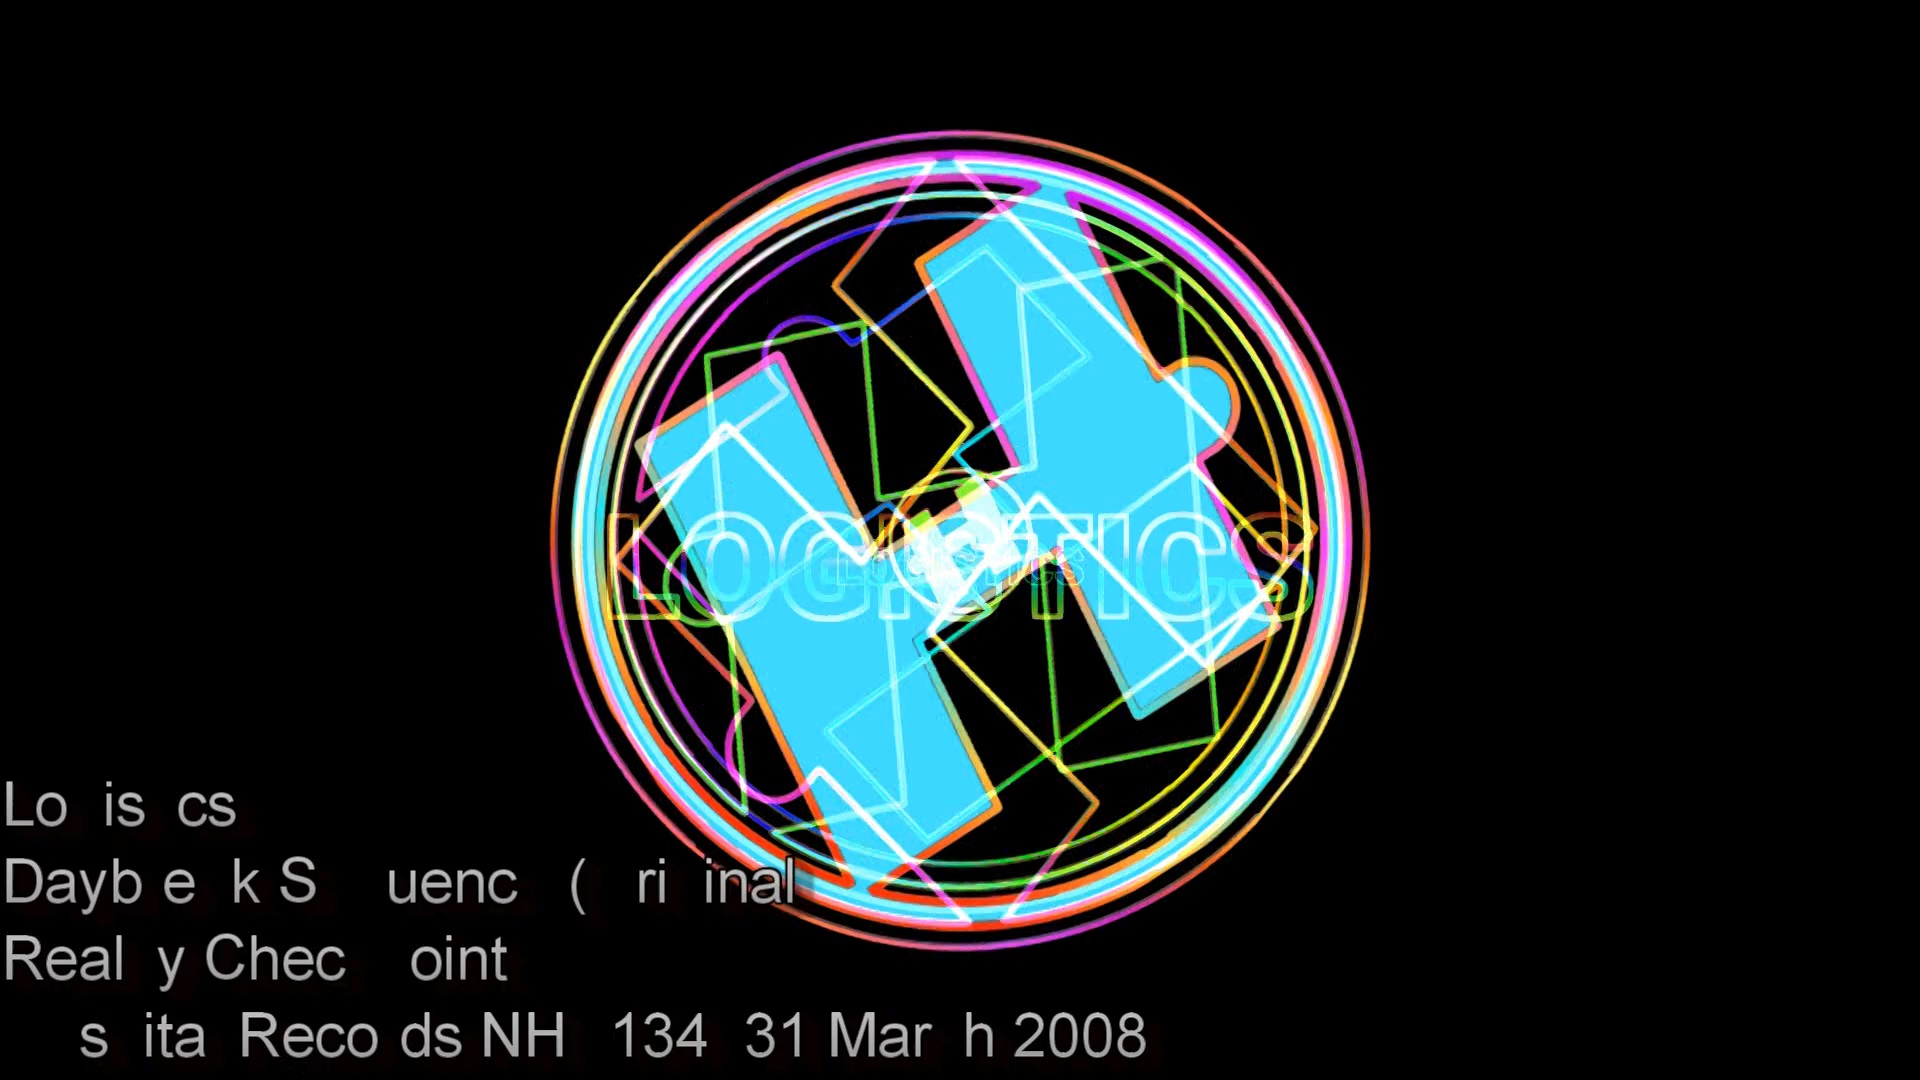 LOGISTICS
LOGISTICS
Lo is cs
Dayb e k S uenc ( ri inal
Real y Chec oint
s ita Reco ds NH 134 31 Mar h 2008